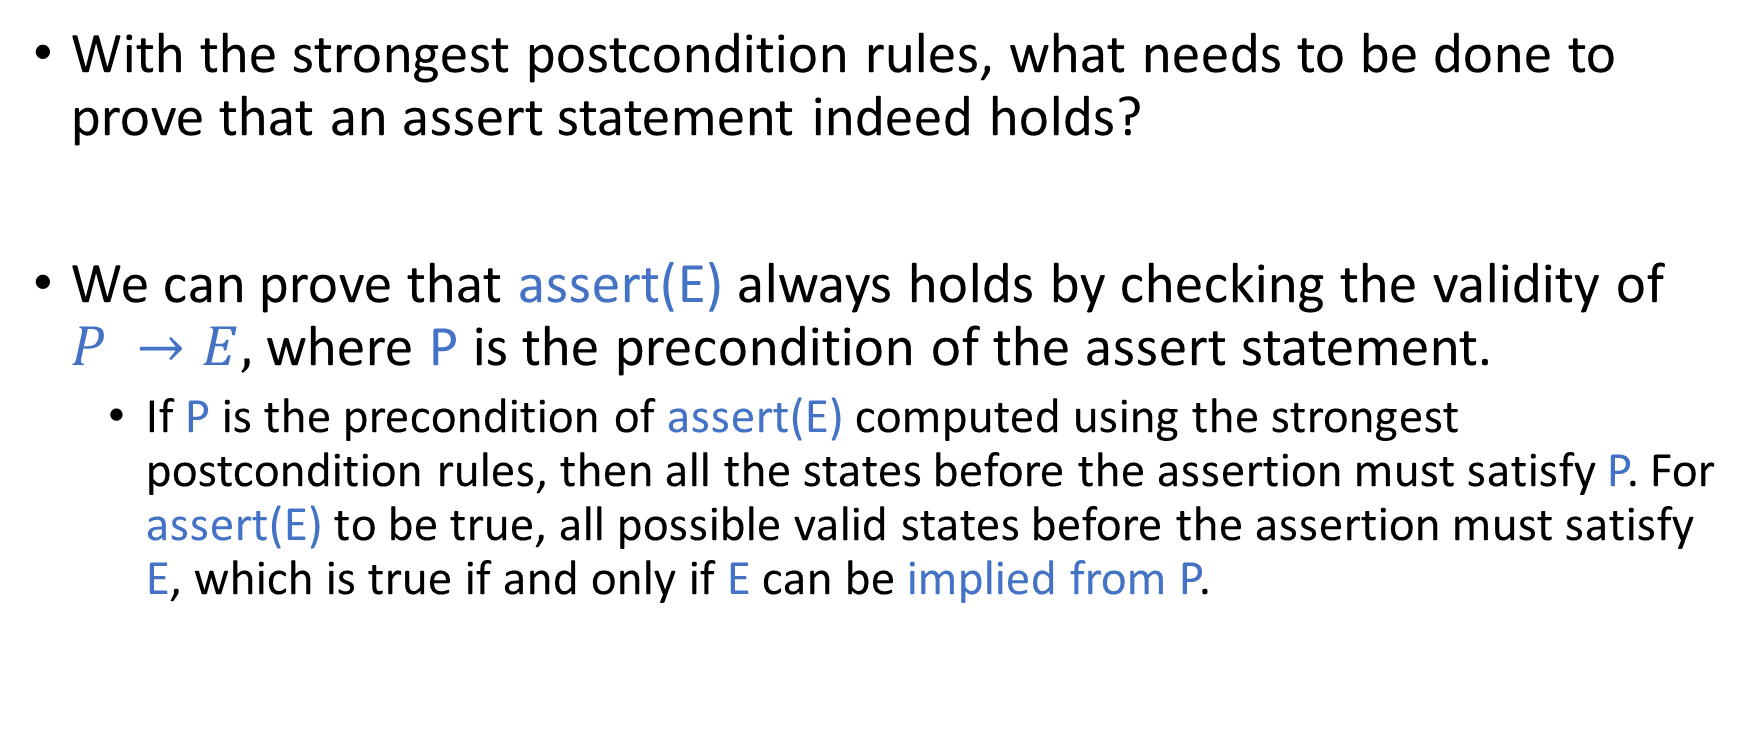 • With the strongest postcondition rules, what needs to be done to
prove that an assert statement indeed holds?
• We can prove that assert(E) always holds by checking the validity of
P → E, where P is the precondition of the assert statement.
• If P is the precondition of assert(E) computed using the strongest
postcondition rules, then all the states before the assertion must satisfy P. For
assert(E) to be true, all possible valid states before the assertion must satisfy
E, which is true if and only if E can be implied from P.